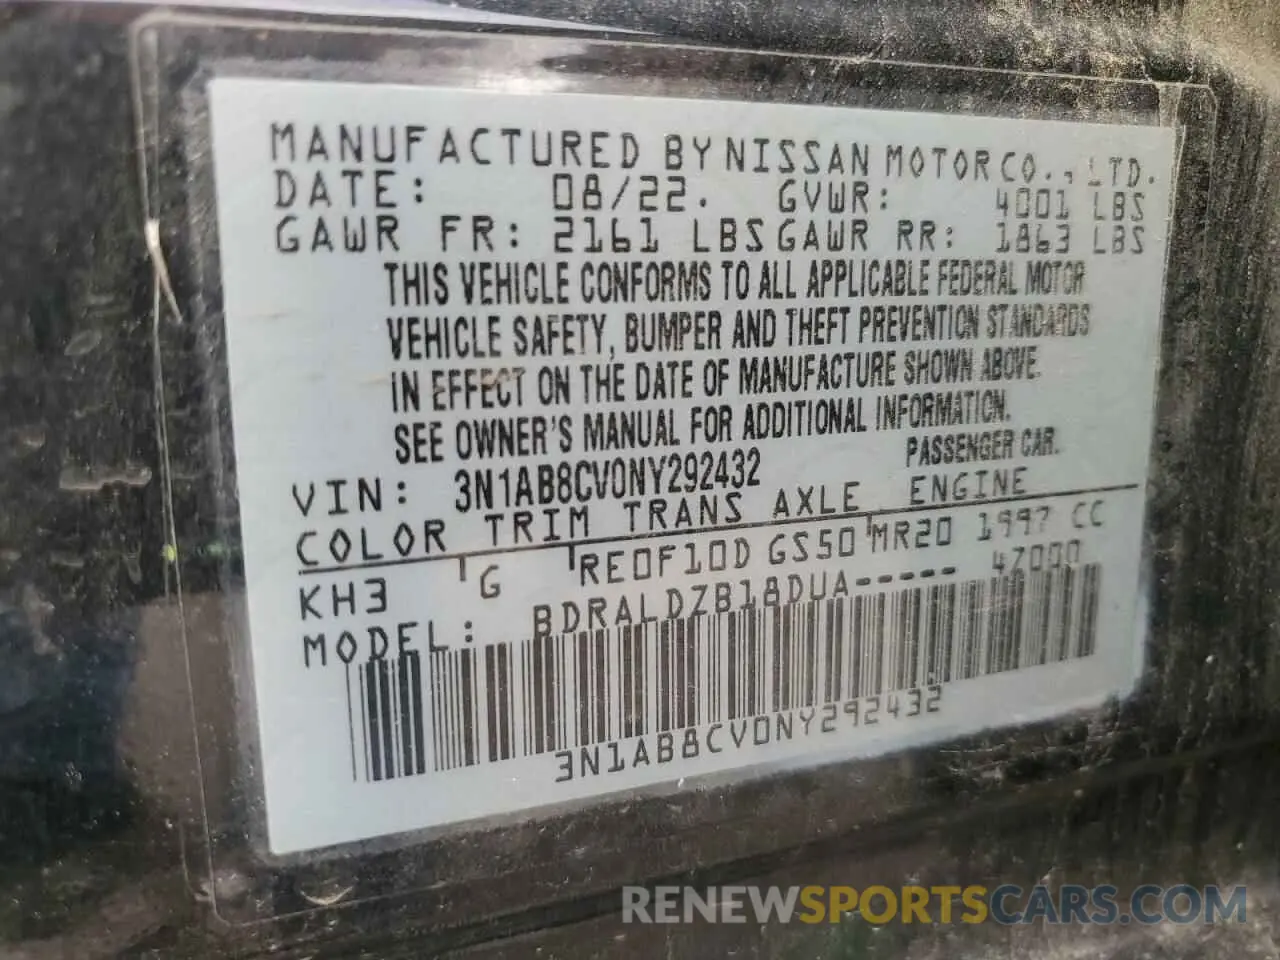 MANUFACTURED BY NISSAN MOTOR CO., LTD.
DATE: 08/22. GVWR: 4001 LBS
GAWR FR: 2161 LBS GAWR RR: 1863 LBS
THIS VEHICLE CONFORMS TO ALL APPLICABLE FEDERAL MOTOR
VEHICLE SAFETY, BUMPER AND THEFT PREVENTION STANDARDS
IN EFFECT ON THE DATE OF MANUFACTURE SHOWN ABOVE.
SEE OWNER'S MANUAL FOR ADDITIONAL INFORMATION.
VIN: 3N1AB8CV0NY292432 PASSENGER CAR.
COLOR TRIM TRANS AXLE ENGINE
KH3 G RE0F10D GS50 MR20 1997 CC
MODEL: BDRALDZB18DUA----- 47000
3N1AB8CV0NY292432
RENEWSPORTSCARS.COM